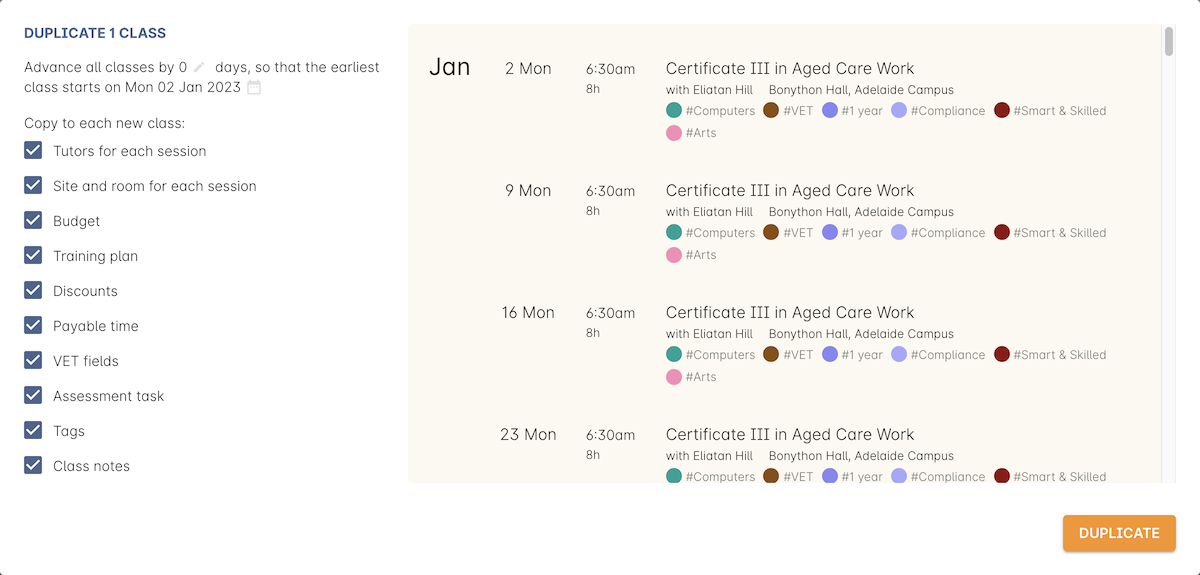 DUPLICATE 1 CLASS
Advance all classes by 0 days, so that the earliest
class starts on Mon 02 Jan 2023
Copy to each new class:
Tutors for each session
Site and room for each session
Budget
Training plan
Discounts
Payable time
VET fields
Assessment task
Tags
Class notes
Jan 2 Mon 6:30am Certificate III in Aged Care Work
8h with Eliatan Hill Bonython Hall, Adelaide Campus
#Computers #VET #1 year #Compliance #Smart & Skilled
#Arts
9 Mon 6:30am Certificate III in Aged Care Work
8h with Eliatan Hill Bonython Hall, Adelaide Campus
#Computers #VET #1 year #Compliance #Smart & Skilled
#Arts
16 Mon 6:30am Certificate III in Aged Care Work
8h with Eliatan Hill Bonython Hall, Adelaide Campus
#Computers #VET #1 year #Compliance #Smart & Skilled
#Arts
23 Mon 6:30am Certificate III in Aged Care Work
8h with Eliatan Hill Bonython Hall, Adelaide Campus
#Computers #VET #1 year #Compliance #Smart & Skilled
DUPLICATE